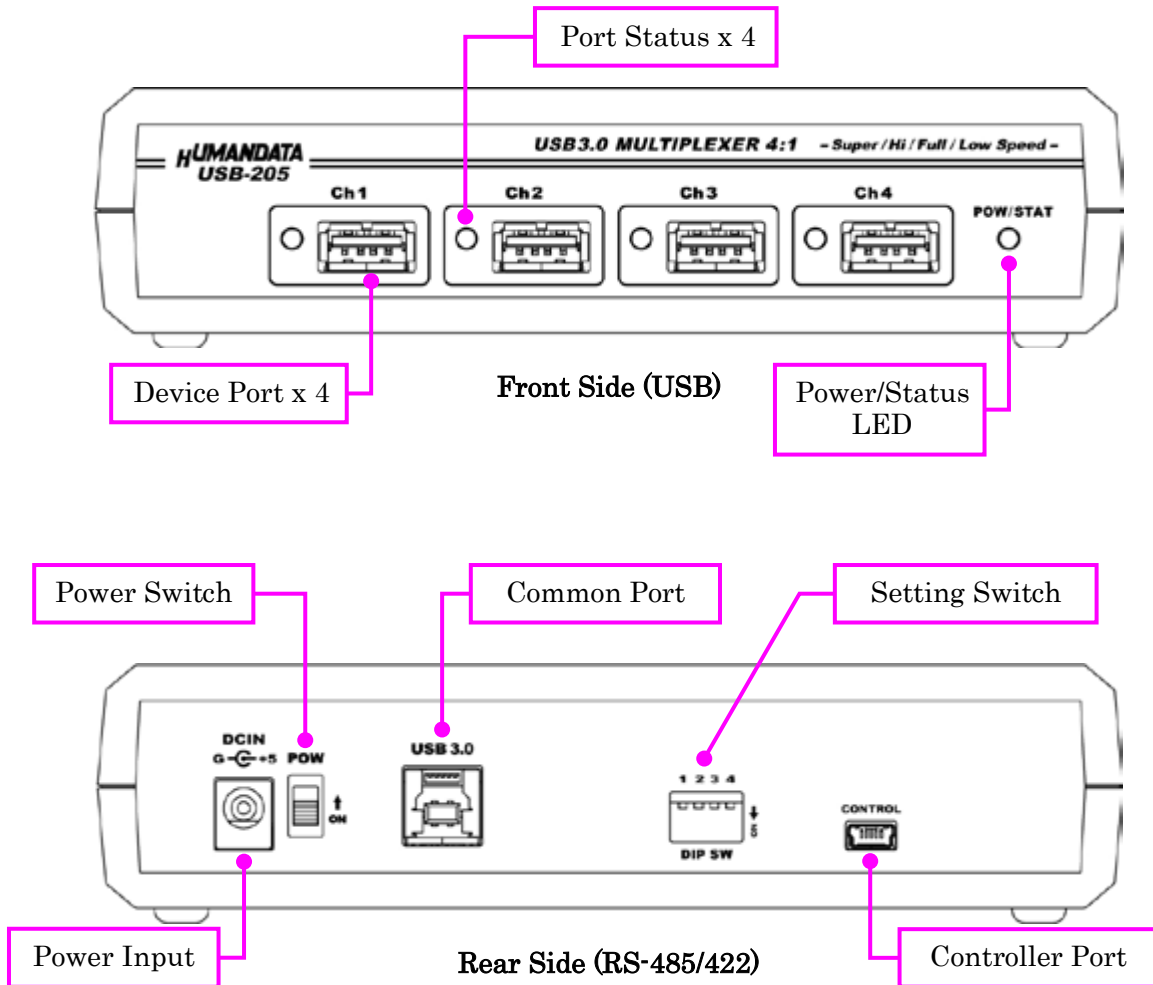 Port Status x 4
HUMANDATA
USB-205
USB3.0 MULTIPLEXER 4:1 – Super / Hi / Full / Low Speed –
Ch1 Ch2 Ch3 Ch4
POW/STAT
Device Port x 4
Front Side (USB)
Power/Status
LED
Power Switch
Common Port
Setting Switch
DCIN
G +5 POW
ON
USB 3.0
1 2 3 4
DIP SW
CONTROL
Power Input
Rear Side (RS-485/422)
Controller Port